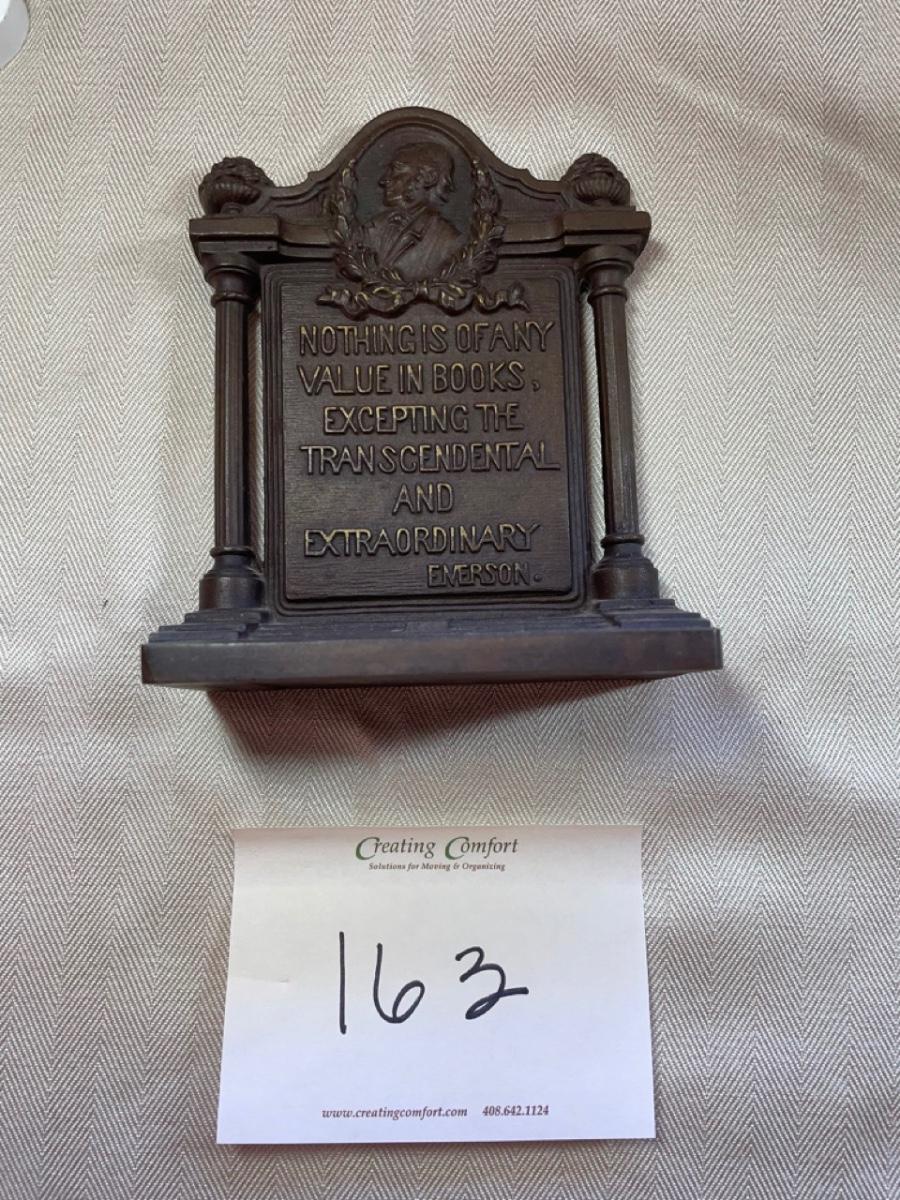 NOTHING IS OF ANY
VALUE IN BOOKS,
EXCEPTING THE
TRANSCENDENTAL
AND
EXTRAORDINARY
EMERSON.
Creating Comfort
Solutions for Moving & Organizing
163
www.creatingcomfort.com 408.642.1124